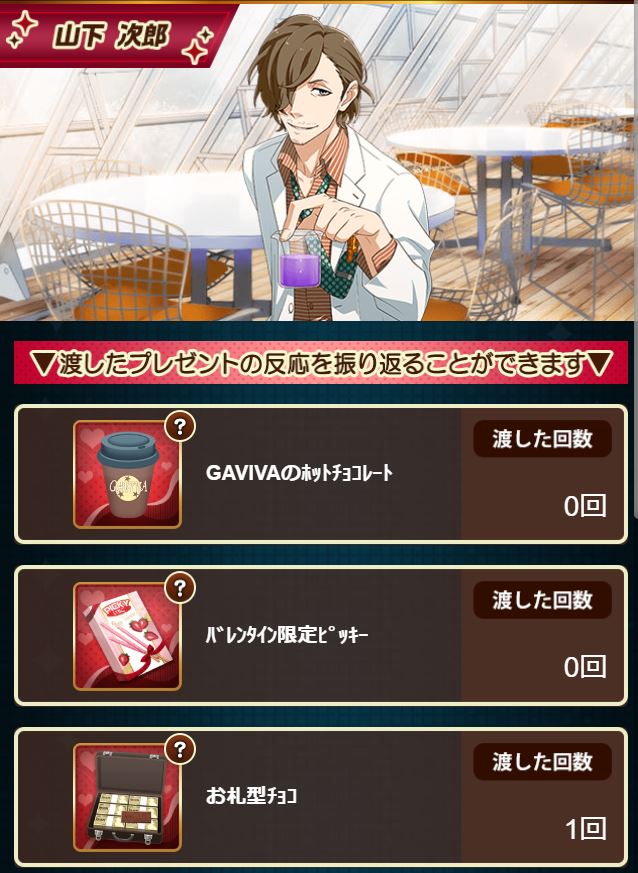 山下 次郎
▼渡したプレゼントの反応を振り返ることができます▼
?
GAVIVAのﾎｯﾄﾁｮｺﾚｰﾄ
渡した回数
0回
?
ﾊﾞﾚﾝﾀｲﾝ限定ﾋﾟｯｷｰ
渡した回数
0回
?
お札型ﾁｮｺ
渡した回数
1回